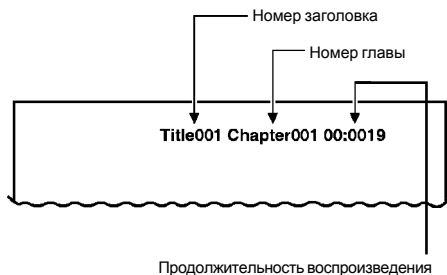 Номер заголовка
Номер главы
Title001 Chapter001 00:0019
Продолжительность воспроизведения